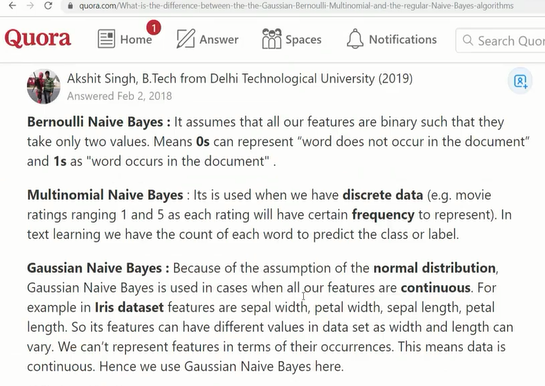 quora.com/What-is-the-difference-between-the-the-Gaussian-Bernoulli-Multinomial-and-the-regular-Naive-Bayes-algorithms
Quora Home 1 Answer Spaces Notifications Search Quor
Akshit Singh, B.Tech from Delhi Technological University (2019)
Answered Feb 2, 2018
Bernoulli Naive Bayes : It assumes that all our features are binary such that they
take only two values. Means 0s can represent “word does not occur in the document”
and 1s as "word occurs in the document" .
Multinomial Naive Bayes : Its is used when we have discrete data (e.g. movie
ratings ranging 1 and 5 as each rating will have certain frequency to represent). In
text learning we have the count of each word to predict the class or label.
Gaussian Naive Bayes : Because of the assumption of the normal distribution,
Gaussian Naive Bayes is used in cases when all our features are continuous. For
example in Iris dataset features are sepal width, petal width, sepal length, petal
length. So its features can have different values in data set as width and length can
vary. We can’t represent features in terms of their occurrences. This means data is
continuous. Hence we use Gaussian Naive Bayes here.